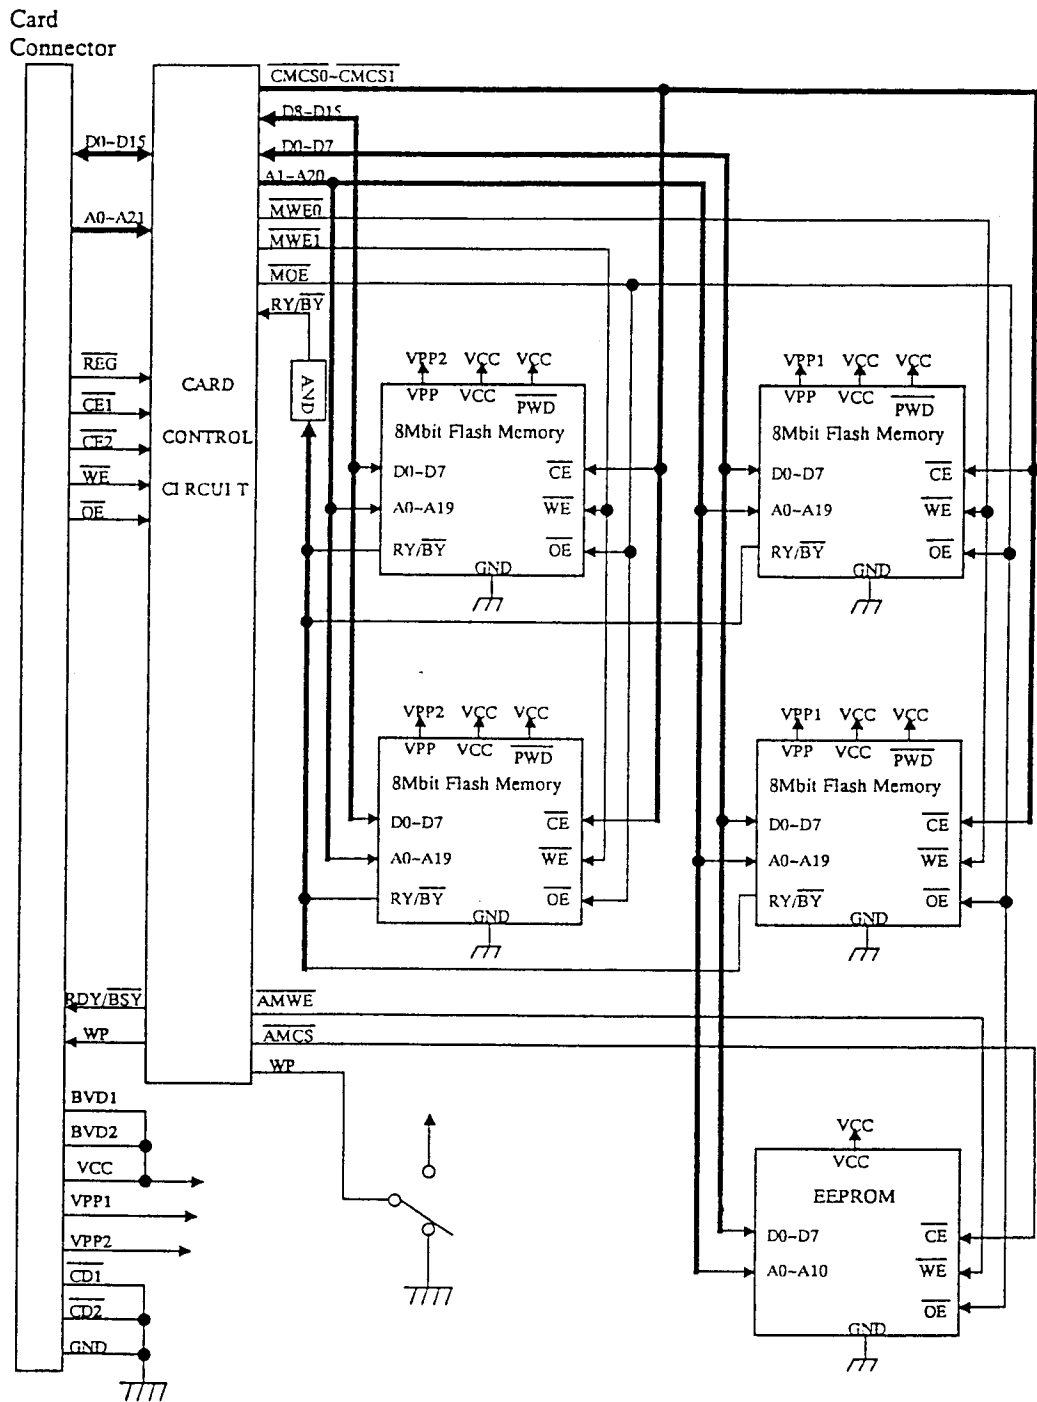 Card
Connector
CMCS0~CMCS1
D8~D15
D0~D15
D0~D7
A1~A20
A0~A21
MWE0
MWE1
MOE
RY/BY
REG
CE1
CE2
WE
OE
CARD
CONTROL
CIRCUIT
AND
VPP2 VCC VCC
VPP VCC PWD
8Mbit Flash Memory
D0~D7 CE
A0~A19 WE
RY/BY OE
GND
VPP1 VCC VCC
VPP VCC PWD
8Mbit Flash Memory
D0~D7 CE
A0~A19 WE
RY/BY OE
GND
VPP2 VCC VCC
VPP VCC PWD
8Mbit Flash Memory
D0~D7 CE
A0~A19 WE
RY/BY OE
GND
VPP1 VCC VCC
VPP VCC PWD
8Mbit Flash Memory
D0~D7 CE
A0~A19 WE
RY/BY OE
GND
RDY/BSY
WP
AMWE
AMCS
WP
BVD1
BVD2
VCC
VPP1
VPP2
CD1
CD2
GND
VCC
VCC
EEPROM
D0~D7 CE
A0~A10 WE
OE
GND